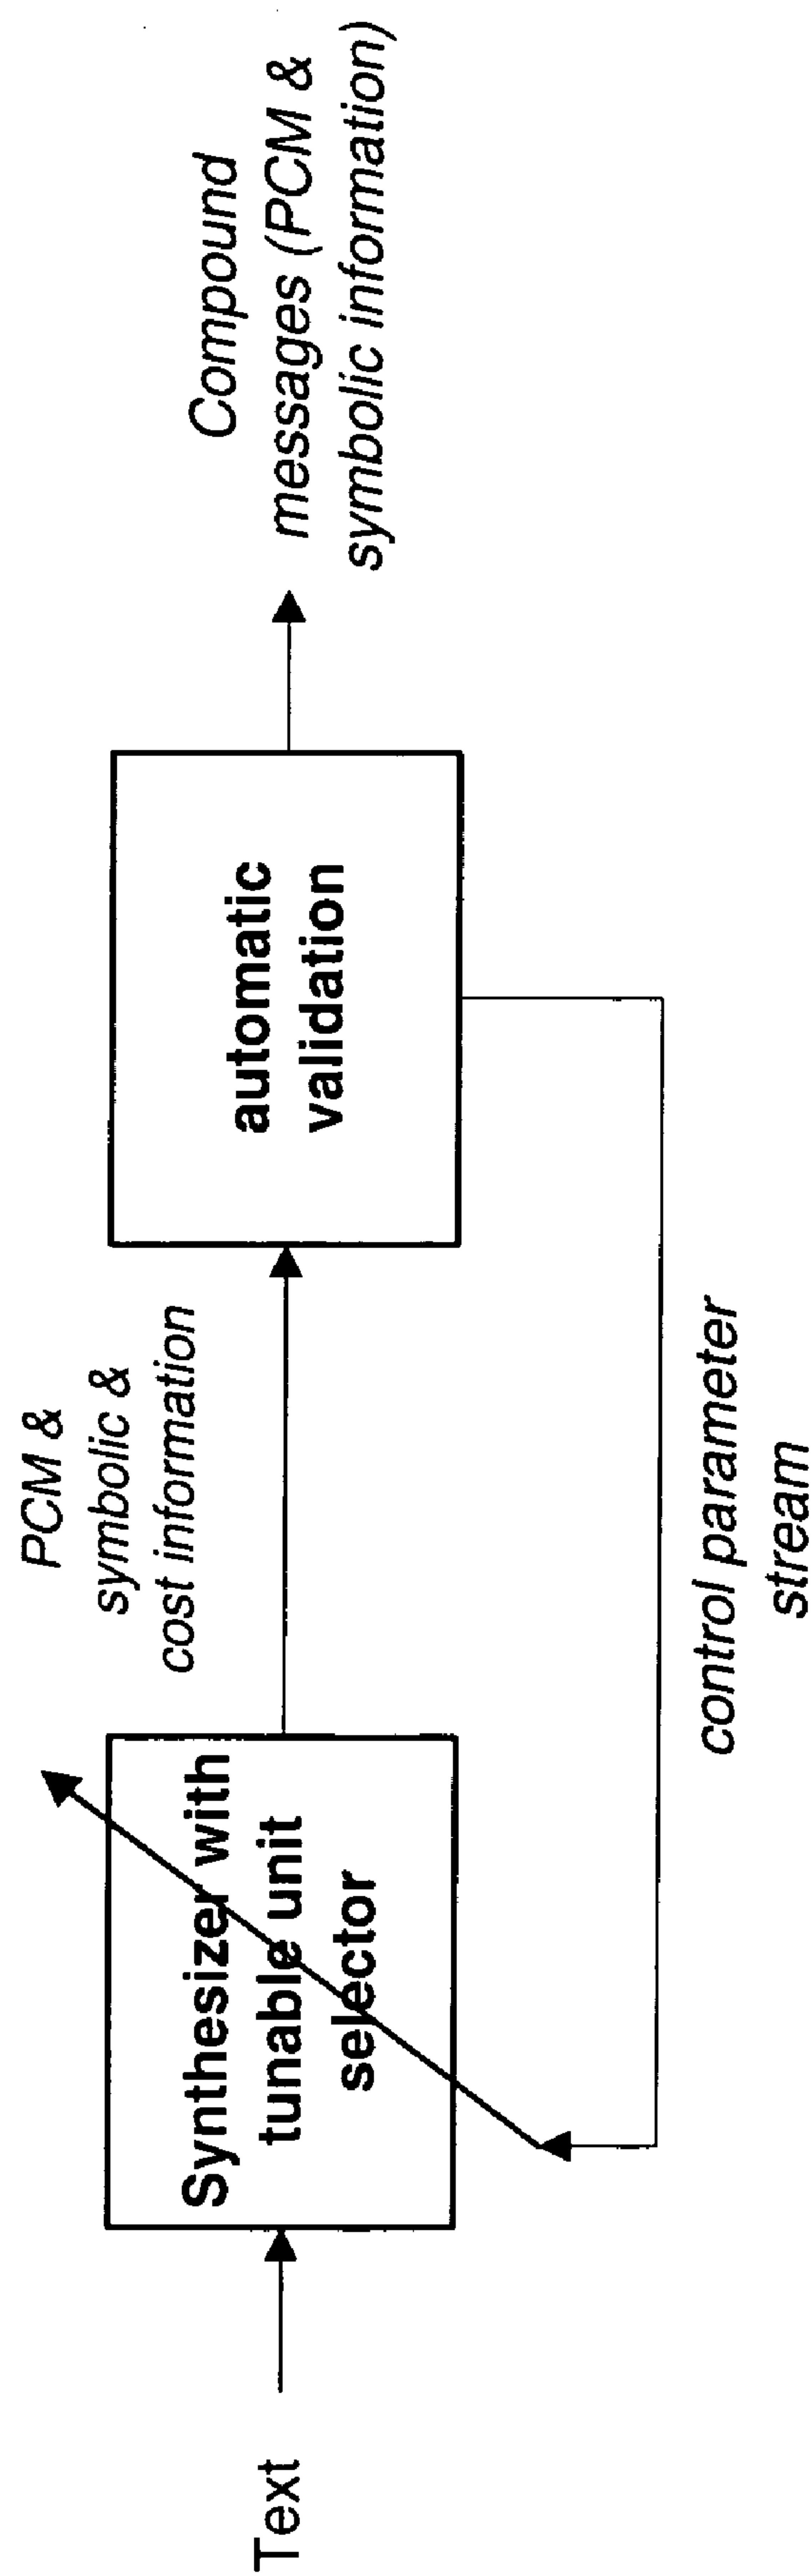 Text
Synthesizer with
tunable unit
selector
PCM &
symbolic &
cost information
automatic
validation
Compound
messages (PCM &
symbolic information)
control parameter
stream